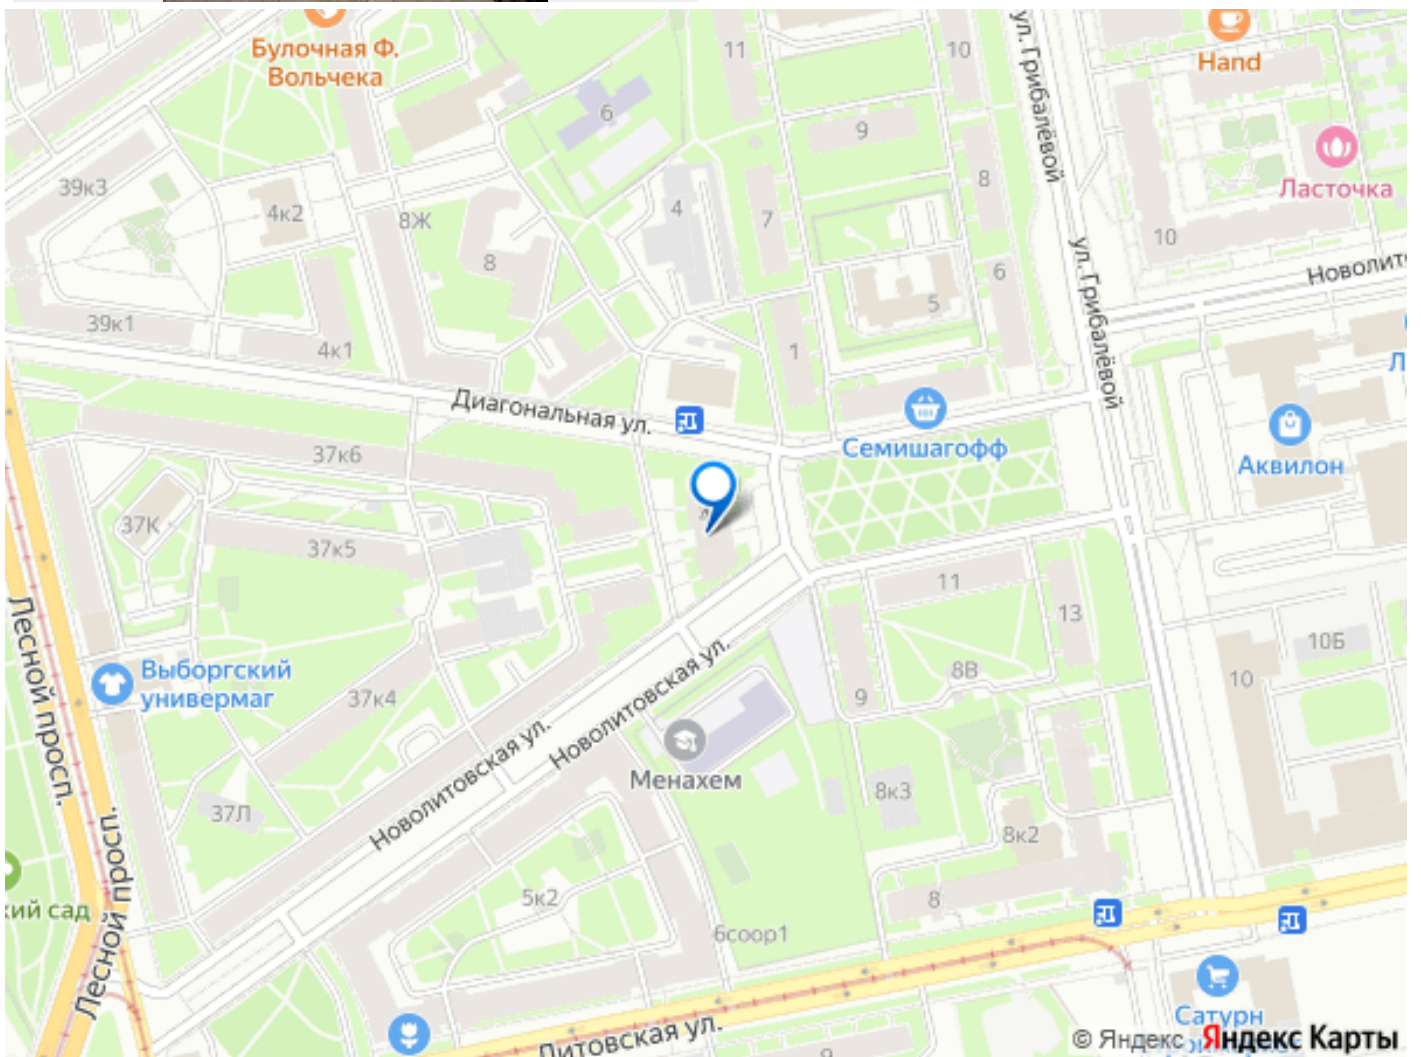 Булочная Ф.
Вольчека
11
10
ул. Грибалёвой
Hand
6
9
39к3
8
Ласточка
4к2
8Ж
4
7
10
ул. Грибалёвой
8
6
Новолит
5
39к1
4к1
1
Диагональная ул.
Семишагофф
Аквилон
37к6
37К
37к5
11
13
10Б
Лесной просп.
Выборгский
универмаг
37к4
Новолитовская ул.
8В
9
10
Менахем
37Л
Новолитовская ул.
8к3
8к2
5к2
8
кий сад
Лесной просп.
6соор1
Сатурн
Литовская ул.
© Яндекс Яндекс Карты